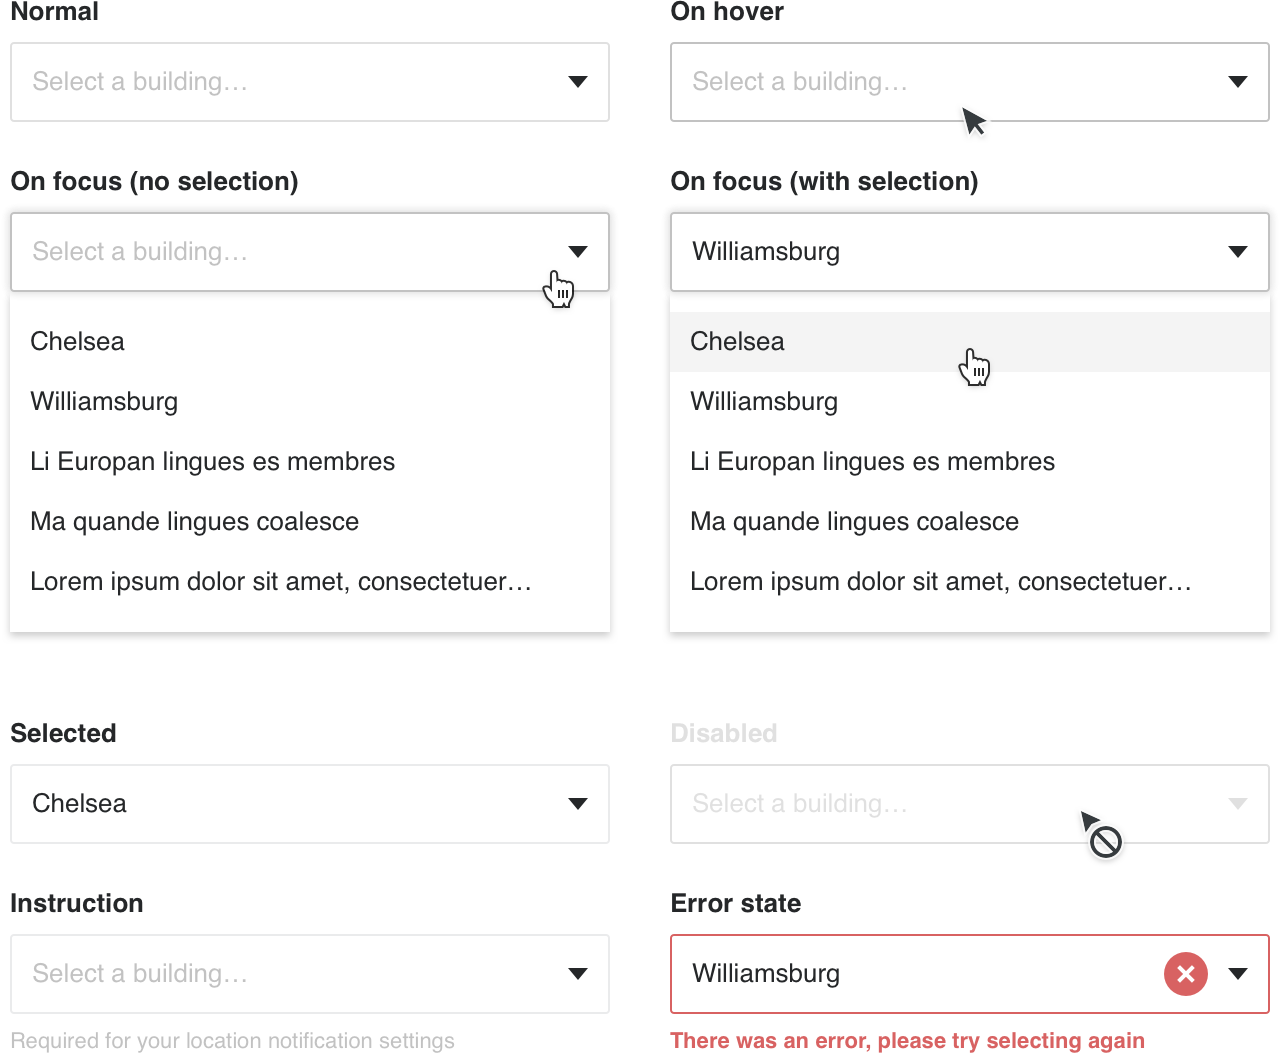 Normal
On hover
Select a building…
Select a building…
On focus (no selection)
On focus (with selection)
Select a building…
Williamsburg
Chelsea
Williamsburg
Li Europan lingues es membres
Ma quande lingues coalesce
Lorem ipsum dolor sit amet, consectetuer…
Chelsea
Williamsburg
Li Europan lingues es membres
Ma quande lingues coalesce
Lorem ipsum dolor sit amet, consectetuer…
Selected
Disabled
Chelsea
Select a building…
Instruction
Error state
Select a building…
Williamsburg
Required for your location notification settings
There was an error, please try selecting again